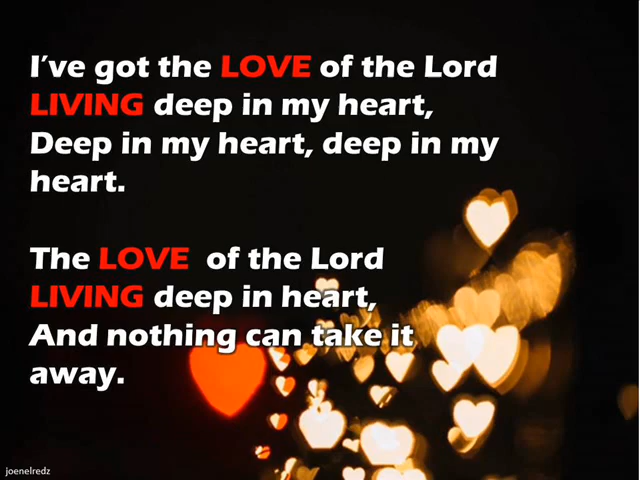 I've got the LOVE of the Lord
LIVING deep in my heart,
Deep in my heart, deep in my
heart.
The LOVE of the Lord
LIVING deep in heart,
And nothing can take it
away.
joenelredz